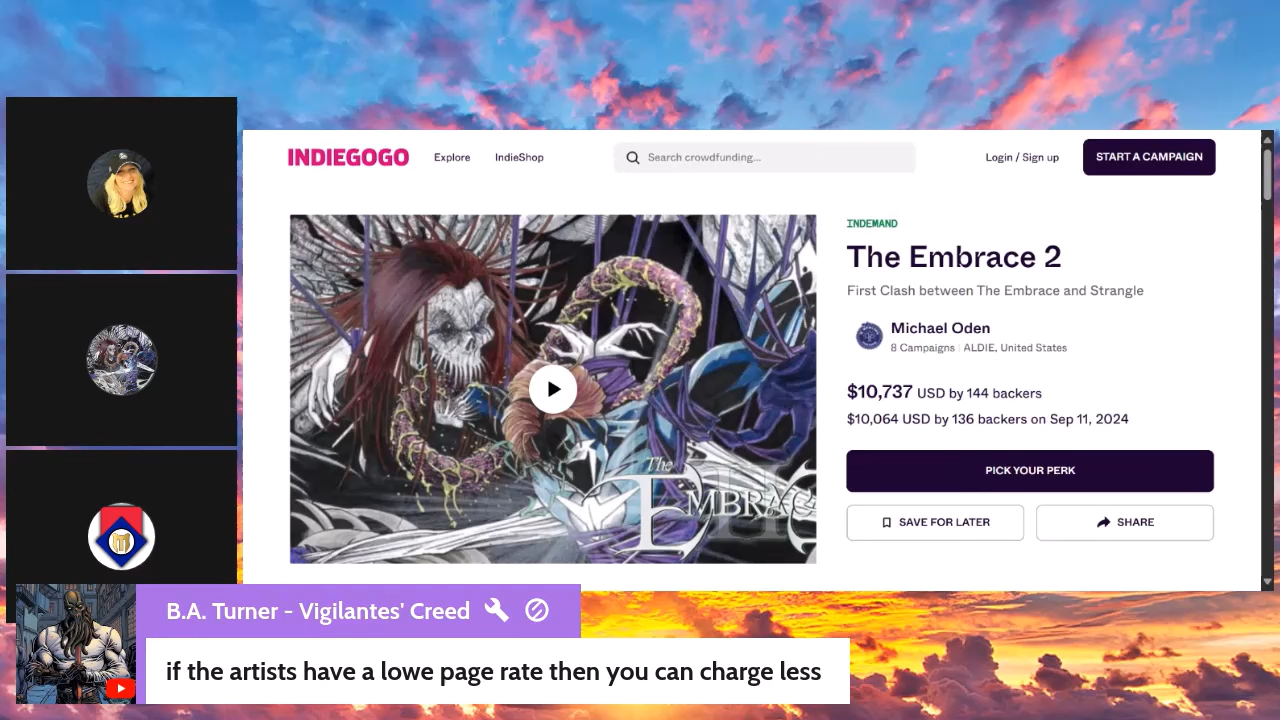 INDIEGOGO
Explore
IndieShop
Search crowdfunding...
Login / Sign up
START A CAMPAIGN
INDEMAND
The Embrace 2
First Clash between The Embrace and Strangle
Michael Oden
8 Campaigns | ALDIE, United States
$10,737 USD by 144 backers
$10,064 USD by 136 backers on Sep 11, 2024
PICK YOUR PERK
SAVE FOR LATER
SHARE
The
EMBRAC
B.A. Turner - Vigilantes' Creed
if the artists have a lowe page rate then you can charge less